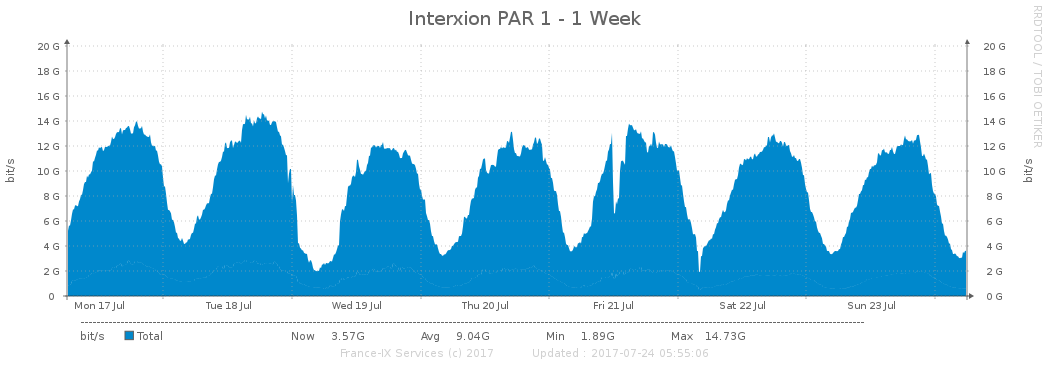 Interxion PAR 1 - 1 Week
RRDTOOL / TOBI OETIKER
bit/s
bit/s
20 G 20 G
18 G 18 G
16 G 16 G
14 G 14 G
12 G 12 G
10 G 10 G
8 G 8 G
6 G 6 G
4 G 4 G
2 G 2 G
0 0 G
Mon 17 Jul Tue 18 Jul Wed 19 Jul Thu 20 Jul Fri 21 Jul Sat 22 Jul Sun 23 Jul
bit/s Total Now 3.57G Avg 9.04G Min 1.89G Max 14.73G
France-IX Services (c) 2017 Updated : 2017-07-24 05:55:06